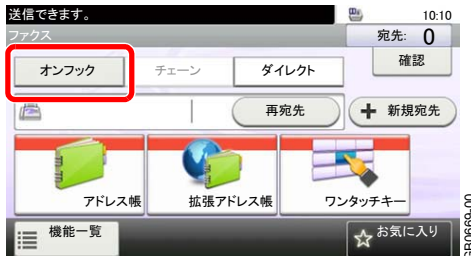 送信できます。 10:10
ファクス 宛先: 0
オンフック チェーン ダイレクト 確認
再宛先 + 新規宛先
アドレス帳 拡張アドレス帳 ワンタッチキー
機能一覧 お気に入り
GB0669-00